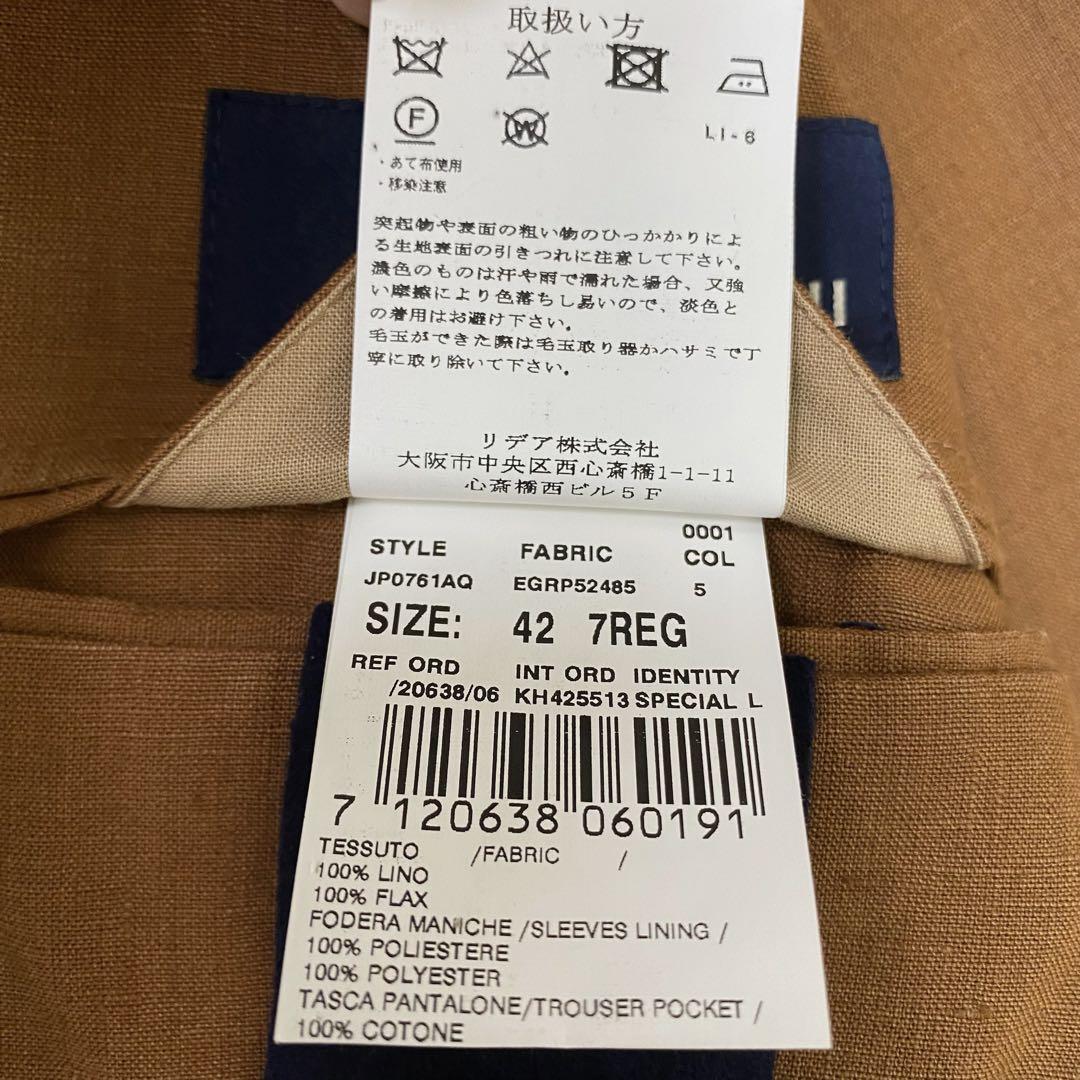 取扱い方
F W
LI-6
・あて布使用
・移染注意
突起物や裏面の粗い物のひっかかりによ
る生地裏面の引きつれに注意して下さい。
濃色のものは汗や雨で濡れた場合、又強
い摩擦により色落ちし易いので、淡色と
の着用はお避け下さい。
毛玉ができた際は毛玉取り器かハサミで丁
寧に取り除いて下さい。
リデア株式会社
大阪市中央区西心斎橋1-1-11
心斎橋西ビル5F
0001
STYLE FABRIC COL
JP0761AQ EGRP52485 5
SIZE: 42 7REG
REF ORD INT ORD IDENTITY
/20638/06 KH425513 SPECIAL L
7 120638 060191
TESSUTO /FABRIC /
100% LINO
100% FLAX
FODERA MANICHE /SLEEVES LINING /
100% POLIESTERE
100% POLYESTER
TASCA PANTALONE/TROUSER POCKET /
100% COTONE